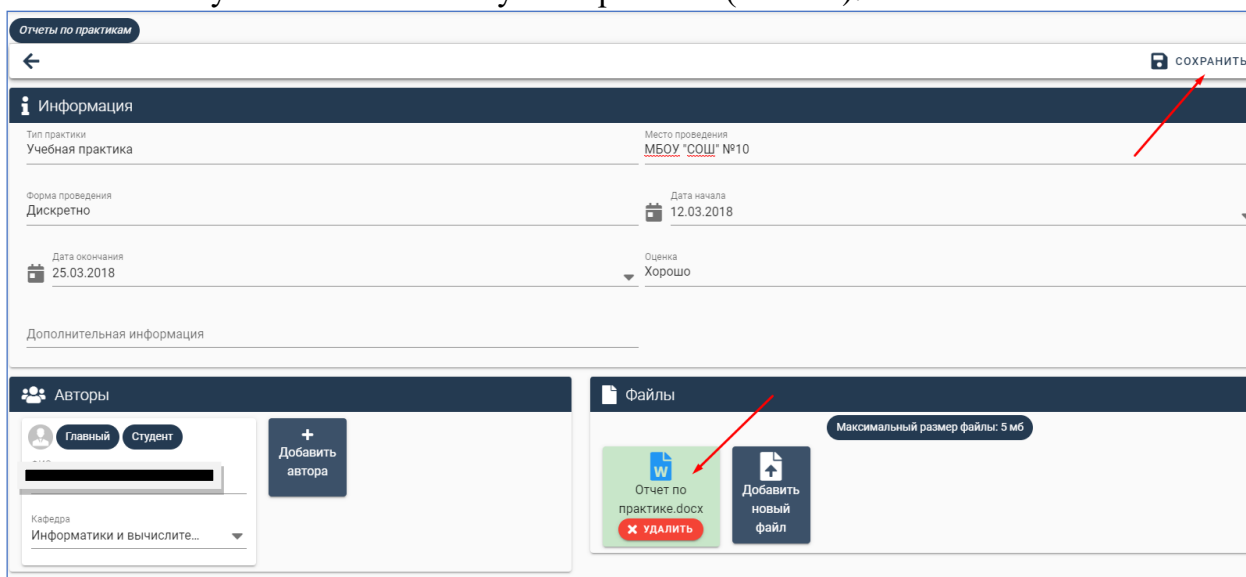 Отчеты по практикам
СОХРАНИТЬ
Информация
Тип практики
Учебная практика
Место проведения
МБОУ "СОШ" №10
Форма проведения
Дискретно
Дата начала
12.03.2018
Дата окончания
25.03.2018
Оценка
Хорошо
Дополнительная информация
Авторы
Главный
Студент
Кафедра
Информатики и вычислите...
+
Добавить
автора
Файлы
Максимальный размер файлы: 5 мб
W
Отчет по
практике.docx
УДАЛИТЬ
Добавить
новый
файл